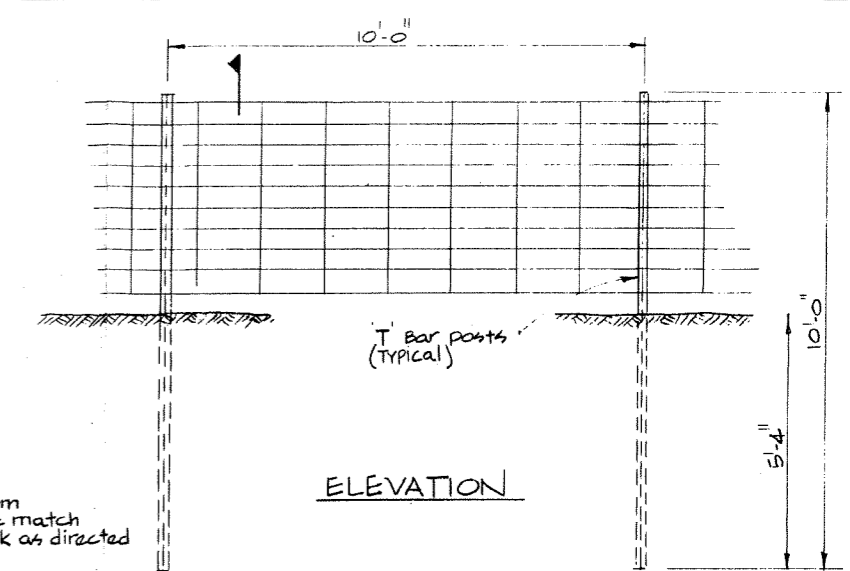 10'-0"
'T' Bar posts
(Typical)
10'-0"
5'-4"
ELEVATION
match
k as directed